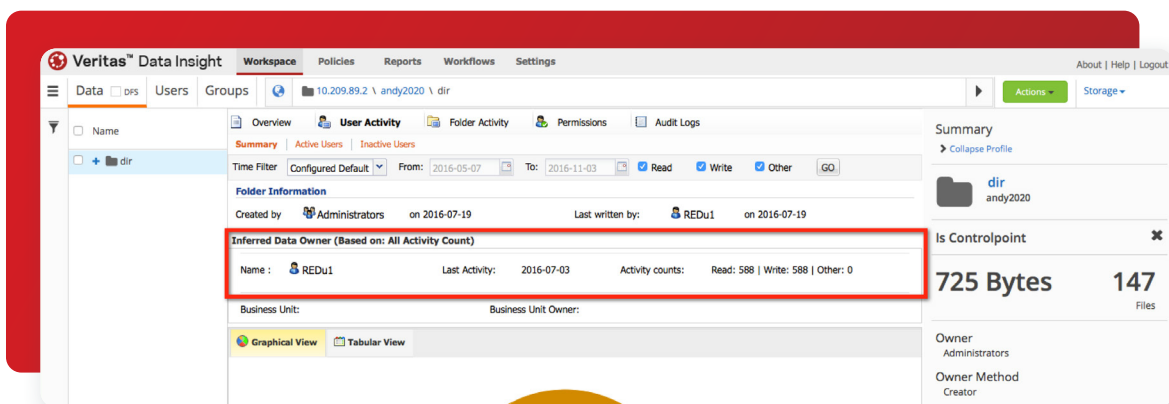 Veritas™ Data Insight Workspace Policies Reports Workflows Settings
About | Help | Logout
Data DFS Users Groups 10.209.89.2 \ andy2020 \ dir Actions Storage
Name
dir
Overview User Activity Folder Activity Permissions Audit Logs
Summary Active Users Inactive Users
Time Filter Configured Default From: 2016-05-07 To: 2016-11-03 Read Write Other GO
Folder Information
Created by Administrators on 2016-07-19 Last written by: REDu1 on 2016-07-19
Inferred Data Owner (Based on: All Activity Count)
Name : REDu1 Last Activity: 2016-07-03 Activity counts: Read: 588 | Write: 588 | Other: 0
Business Unit: Business Unit Owner:
Graphical View Tabular View
Summary
Collapse Profile
dir
andy2020
Is Controlpoint
725 Bytes 147
Files
Owner
Administrators
Owner Method
Creator